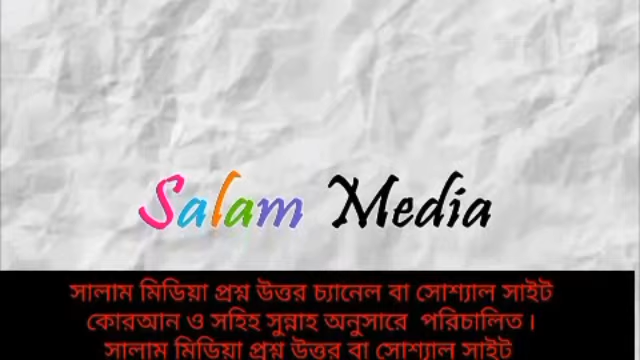 Salam Media
সালাম মিডিয়া প্রশ্ন উত্তর চ্যানেল বা সোশ্যাল সাইট
কোরআন ও সহিহ সুন্নাহ অনুসারে পরিচালিত।
সালাম মিডিয়া প্রশ্ন উত্তর বা সোশ্যাল সাইট